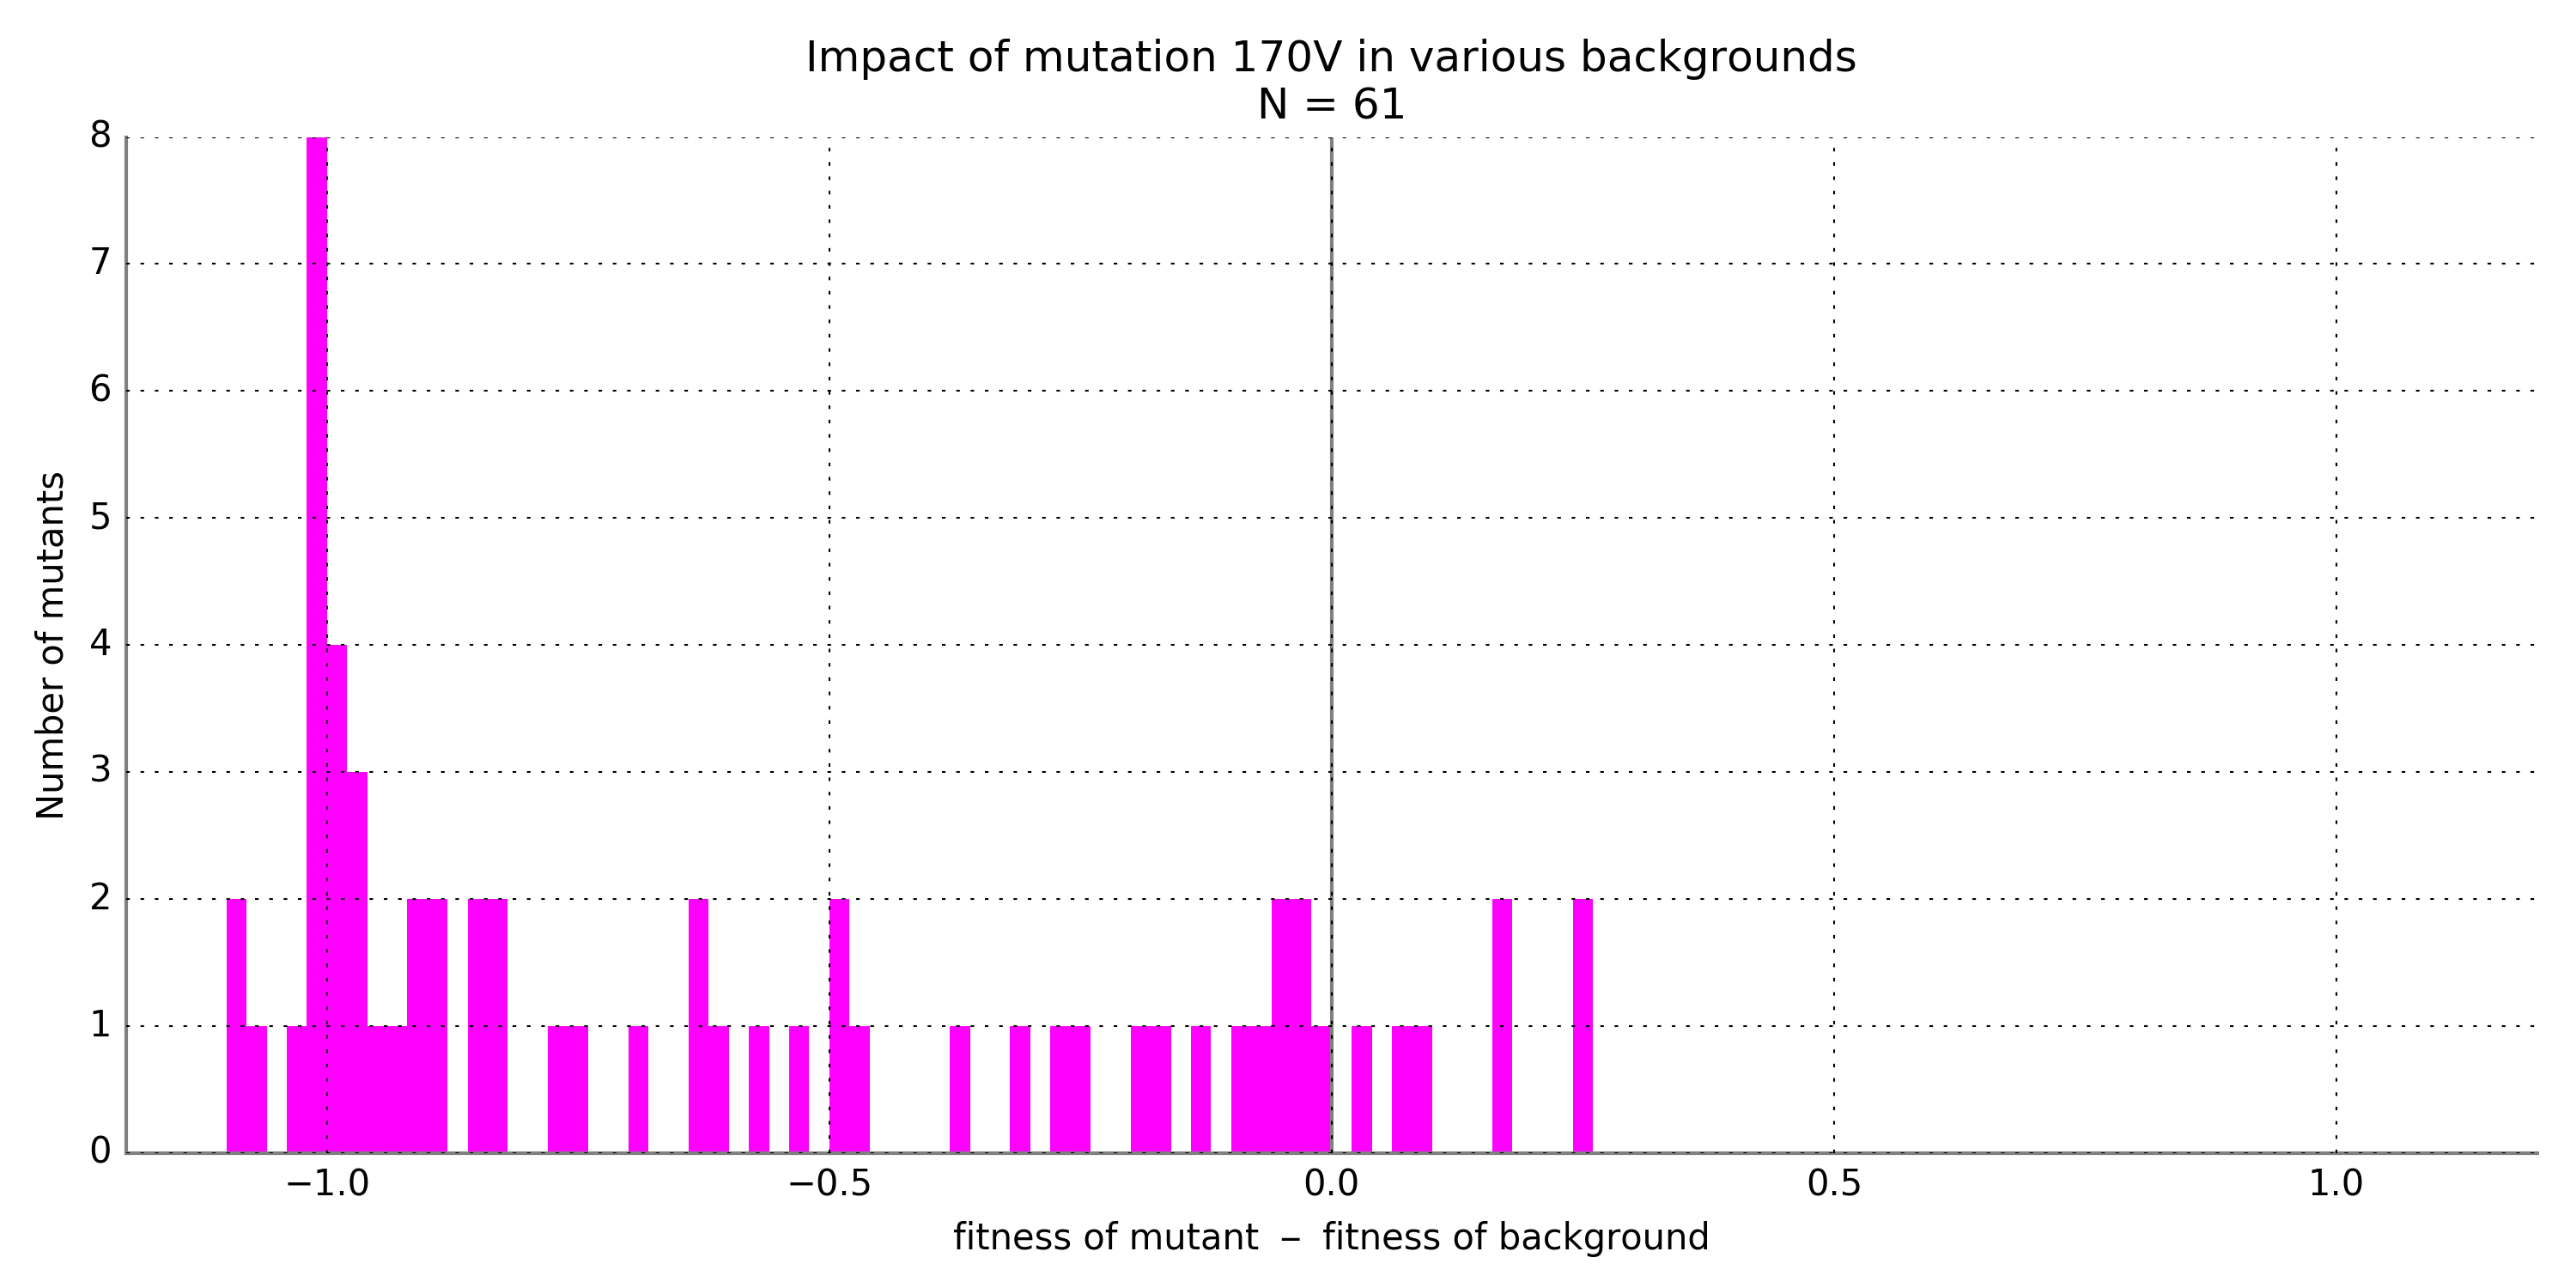 Impact of mutation 170V in various backgrounds
N = 61
8
7
6
5
4
3
2
1
0
Number of mutants
−1.0 −0.5 0.0 0.5 1.0
fitness of mutant – fitness of background